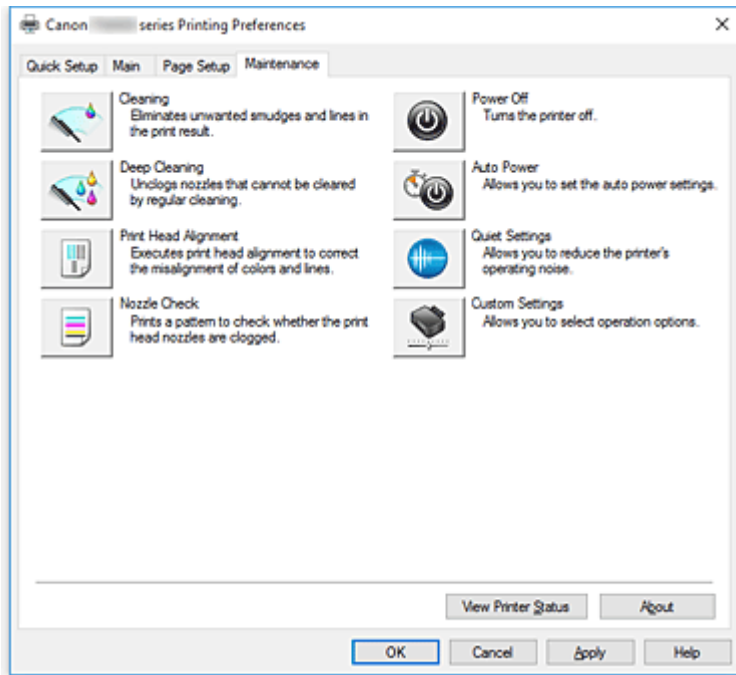 Canon series Printing Preferences
Quick Setup Main Page Setup Maintenance
Cleaning
Eliminates unwanted smudges and lines in
the print result.
Deep Cleaning
Unclogs nozzles that cannot be cleared
by regular cleaning.
Print Head Alignment
Executes print head alignment to correct
the misalignment of colors and lines.
Nozzle Check
Prints a pattern to check whether the print
head nozzles are clogged.
Power Off
Turns the printer off.
Auto Power
Allows you to set the auto power settings.
Quiet Settings
Allows you to reduce the printer's
operating noise.
Custom Settings
Allows you to select operation options.
View Printer Status About
OK Cancel Apply Help